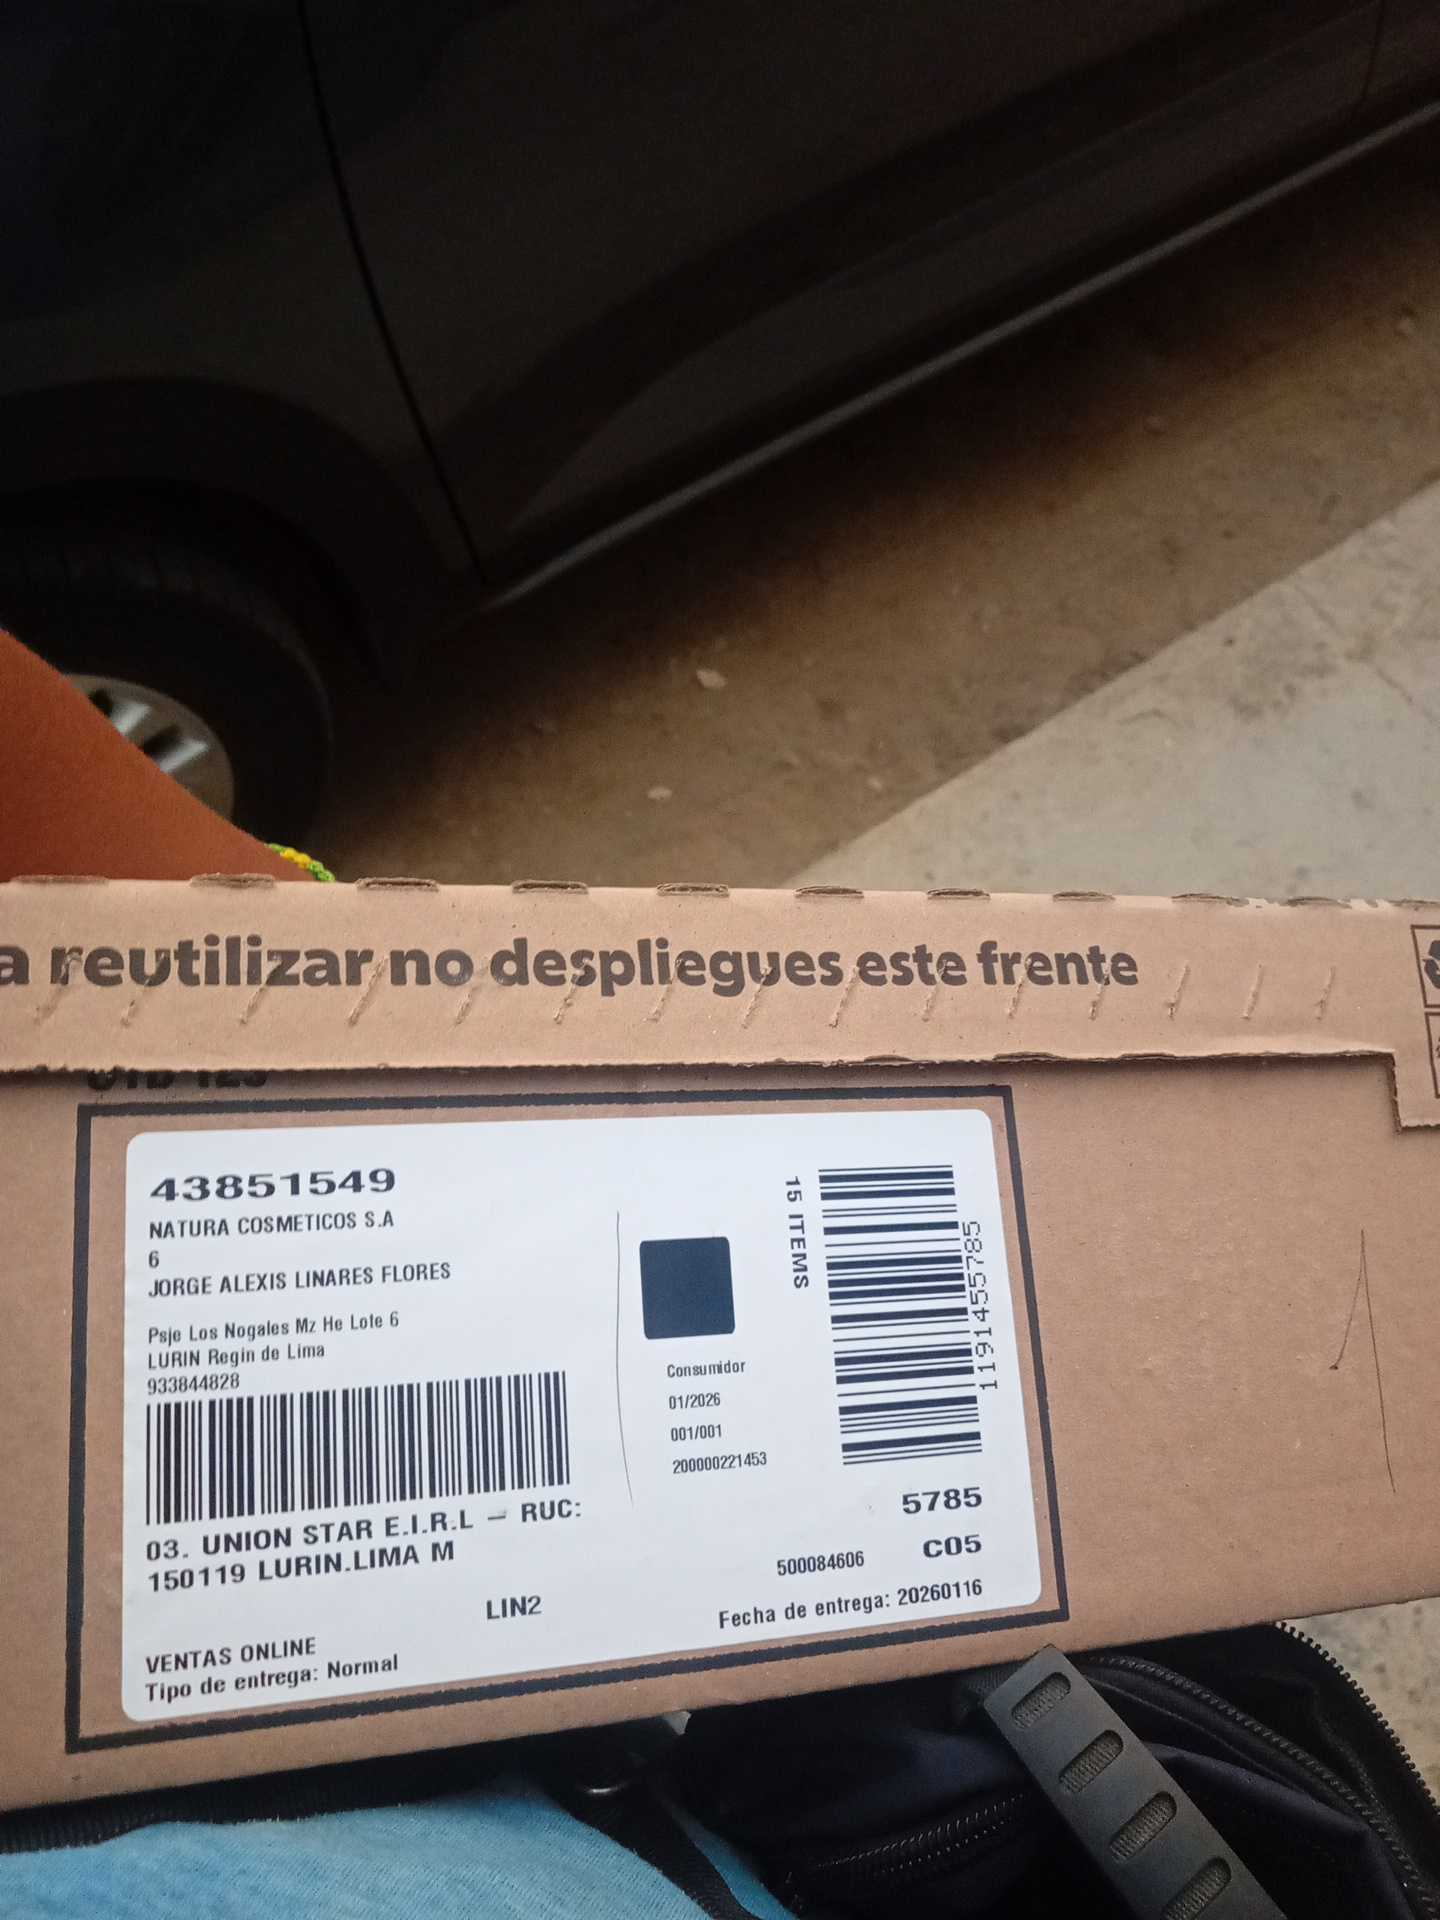 a reutilizar no despliegues este frente
43851549
NATURA COSMETICOS S.A
6
JORGE ALEXIS LINARES FLORES
Psje Los Nogales Mz He Lote 6
LURIN Regin de Lima
933844828
03. UNION STAR E.I.R.L – RUC:
150119 LURIN.LIMA M
LIN2
VENTAS ONLINE
Tipo de entrega: Normal
Consumidor
01/2026
001/001
200000221453
15 ITEMS
1191455785
5785
C05
500084606
Fecha de entrega: 20260116
1